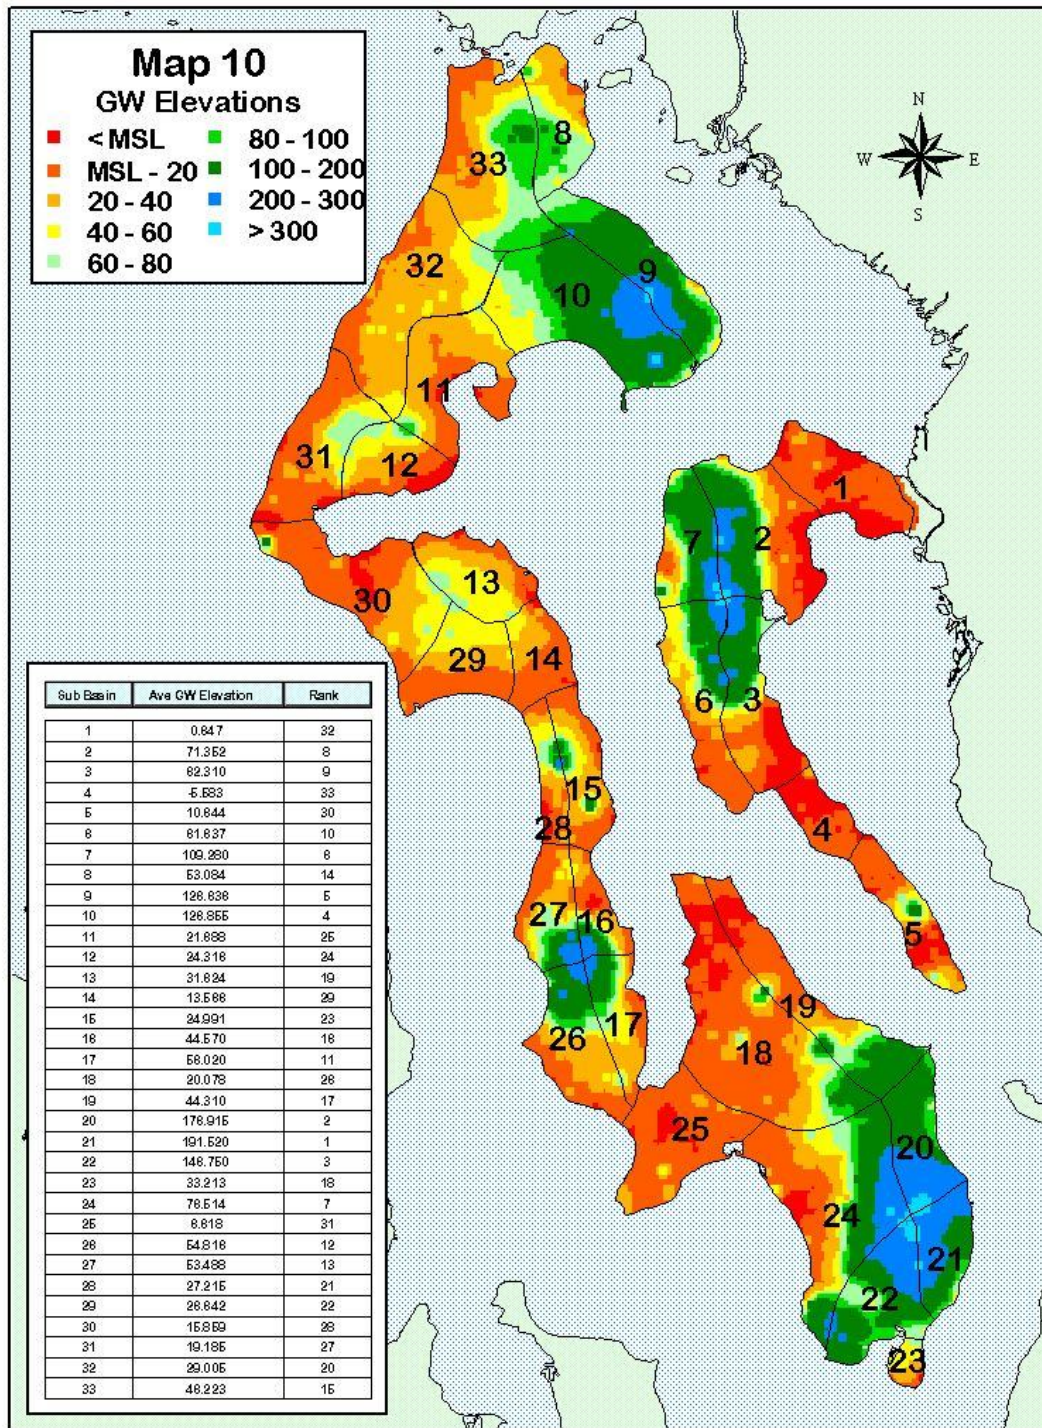 Map 10
GW Elevations
< MSL
MSL - 20
20 - 40
40 - 60
60 - 80
80 - 100
100 - 200
200 - 300
> 300
N
W E
S
8
33
9
32
10
11
31
12
1
2
7
13
30
29
14
6
3
15
28
4
27
16
5
19
17
18
26
25
20
24
21
22
23
Sub Basin Ave GW Elevation Rank
1 0.647 32
2 71.352 8
3 62.310 9
4 -5.583 33
5 10.644 30
6 61.637 10
7 109.280 6
8 53.084 14
9 126.636 5
10 126.855 4
11 21.688 25
12 24.316 24
13 31.624 19
14 13.566 29
15 24.991 23
16 44.570 16
17 56.020 11
18 20.078 26
19 44.310 17
20 176.915 2
21 191.520 1
22 146.750 3
23 33.213 18
24 76.514 7
25 6.618 31
26 54.816 12
27 53.488 13
28 27.215 21
29 26.642 22
30 15.859 28
31 19.185 27
32 29.005 20
33 46.223 15